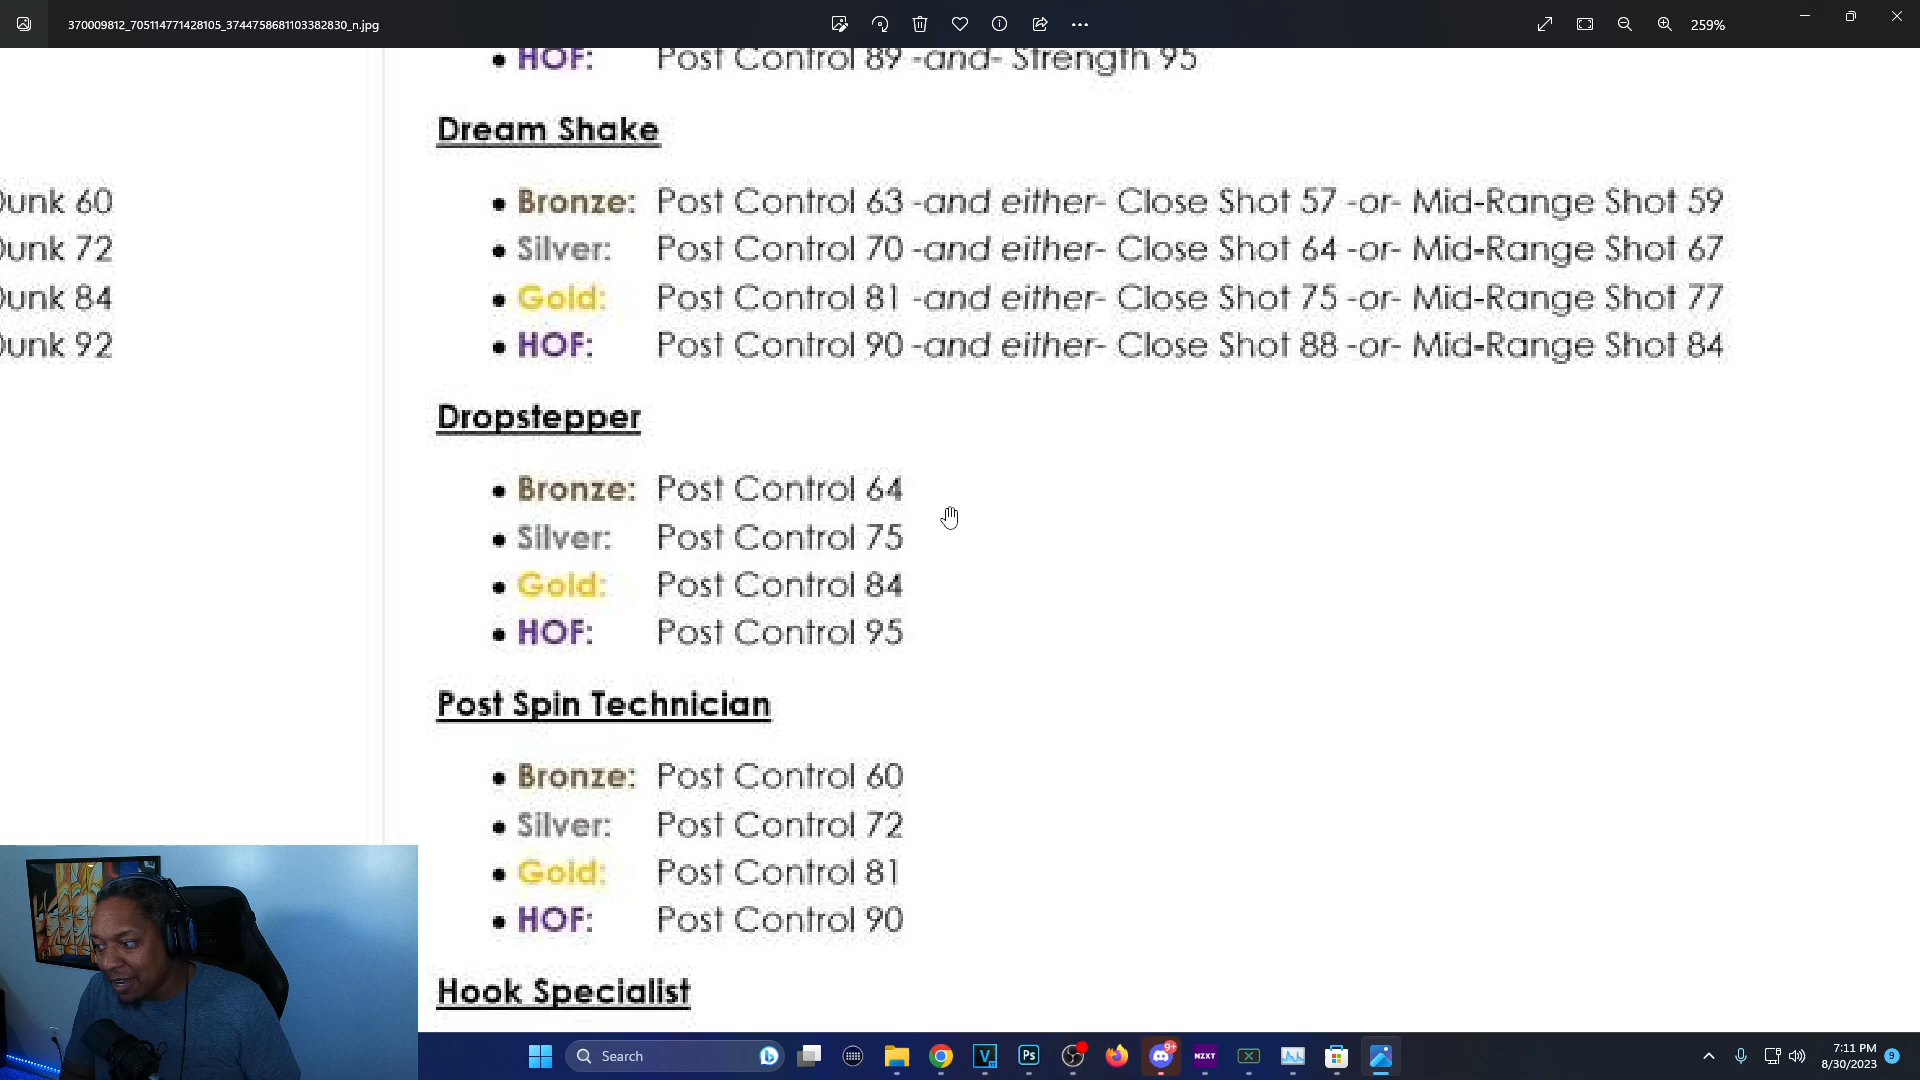 370009812_705114771428105_3744758681103382830_n.jpg
259%
HOF: Post Control 89 -and- Strength 95
Dream Shake
Bronze: Post Control 63 -and either- Close Shot 57 -or- Mid-Range Shot 59
Silver: Post Control 70 -and either- Close Shot 64 -or- Mid-Range Shot 67
Gold: Post Control 81 -and either- Close Shot 75 -or- Mid-Range Shot 77
HOF: Post Control 90 -and either- Close Shot 88 -or- Mid-Range Shot 84
Dunk 60
Dunk 72
Dunk 84
Dunk 92
Dropstepper
Bronze: Post Control 64
Silver: Post Control 75
Gold: Post Control 84
HOF: Post Control 95
Post Spin Technician
Bronze: Post Control 60
Silver: Post Control 72
Gold: Post Control 81
HOF: Post Control 90
Hook Specialist
Search
V
Ps
9+
NZXT
7:11 PM
8/30/2023
9